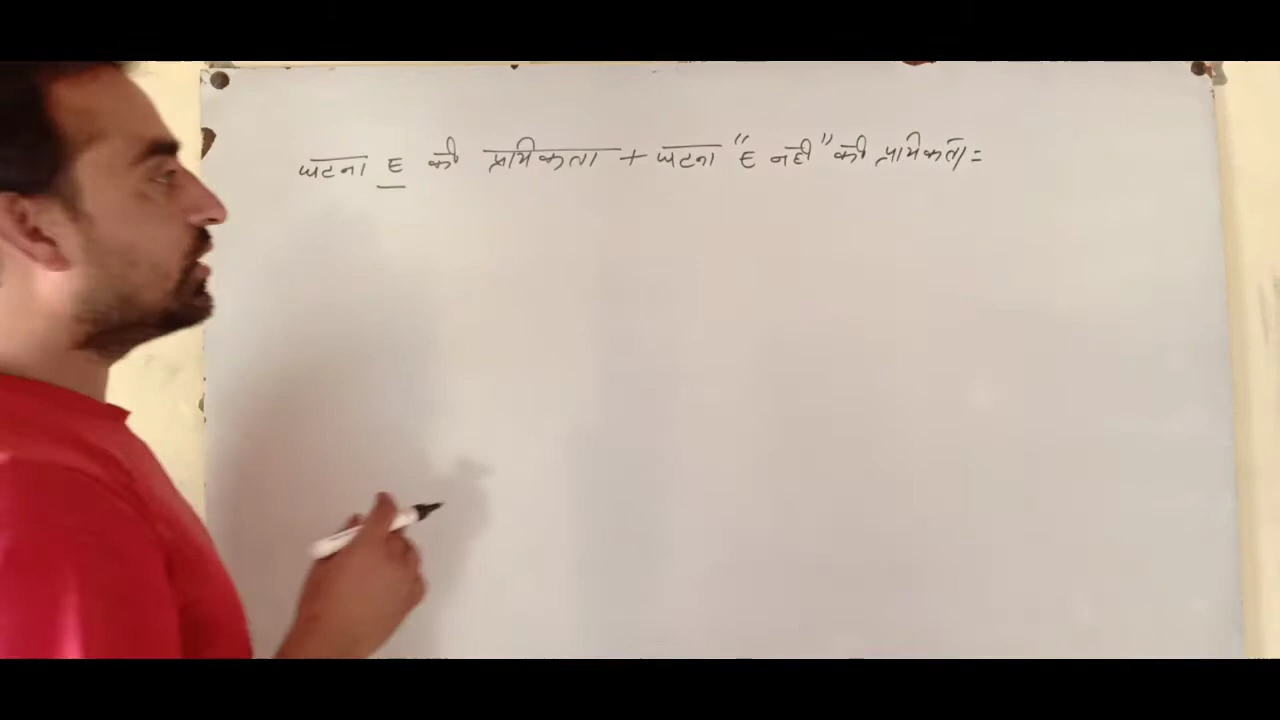 घटना E की प्रायिकता + घटना "E नहीं" की प्रायिकता =